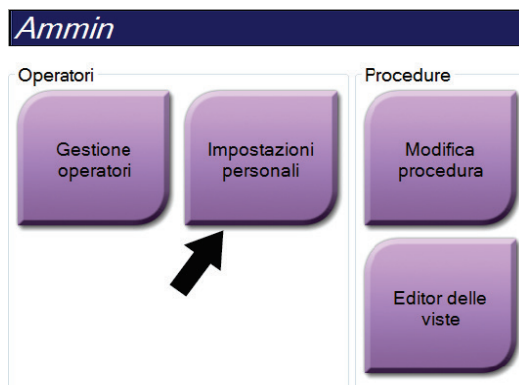 Ammin
Operatori
Gestione
operatori
Impostazioni
personali
Procedure
Modifica
procedura
Editor delle
viste